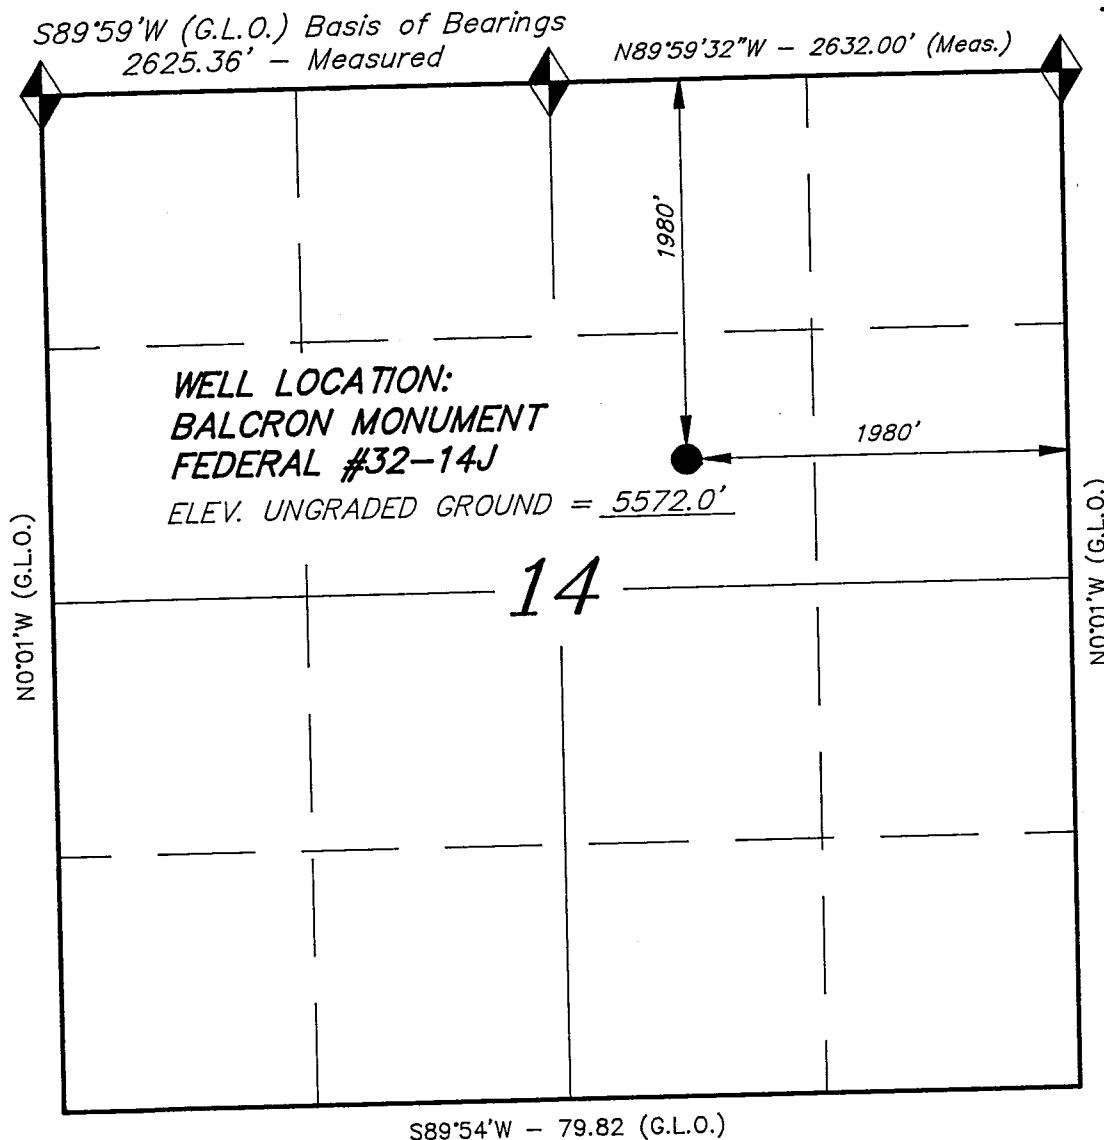 S89°59'W (G.L.O.) Basis of Bearings
2625.36' – Measured
N89°59'32"W – 2632.00' (Meas.)
1980'
1980'
WELL LOCATION:
BALCRON MONUMENT
FEDERAL #32–14J
ELEV. UNGRADED GROUND = 5572.0'
14
N0°01'W (G.L.O.)
N0°01'W (G.L.O.)
S89°54'W – 79.82 (G.L.O.)